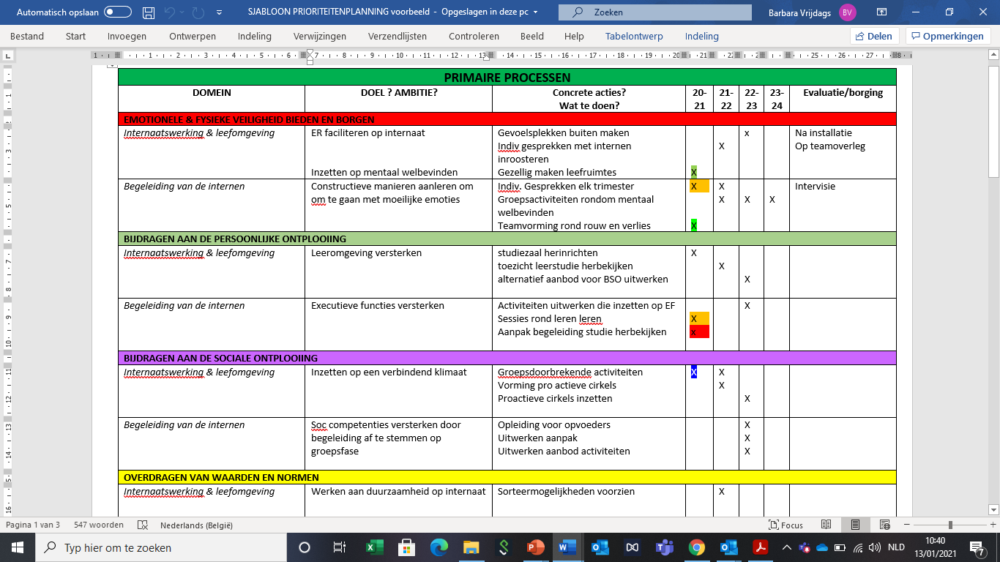 Automatisch opslaan
SJABLOON PRIORITEITENPLANNING voorbeeld - Opgeslagen in deze pc
Zoeken
Barbara Vrijdags
BV
Bestand Start Invoegen Ontwerpen Indeling Verwijzingen Verzendlijsten Controleren Beeld Help Tabelontwerp Indeling
Delen
Opmerkingen
PRIMAIRE PROCESSEN
DOMEIN DOEL ? AMBITIE? Concrete acties? 20- 21- 22- 23- Evaluatie/borging
Wat te doen? 21 22 23 24
EMOTIONELE & FYSIEKE VEILIGHEID BIEDEN EN BORGEN
Internaatswerking & leefomgeving ER faciliteren op internaat Gevoelsplekken buiten maken x Na installatie
Indiv gesprekken met internen X Op teamoverleg
inroosteren
Inzetten op mentaal welbevinden Gezellig maken leefruimtes X
Begeleiding van de internen Constructieve manieren aanleren om Indiv. Gesprekken elk trimester X X Intervisie
om te gaan met moeilijke emoties Groepsactiviteiten rondom mentaal X X X
welbevinden
Teamvorming rond rouw en verlies X
BIJDRAGEN AAN DE PERSOONLIJKE ONTPLOOIING
Internaatswerking & leefomgeving Leeromgeving versterken studiezaal herinrichten X
toezicht leerstudie herbekijken X
alternatief aanbod voor BSO uitwerken X
Begeleiding van de internen Executieve functies versterken Activiteiten uitwerken die inzetten op EF X
Sessies rond leren leren X
Aanpak begeleiding studie herbekijken x
BIJDRAGEN AAN DE SOCIALE ONTPLOOIING
Internaatswerking & leefomgeving Inzetten op een verbindend klimaat Groepsdoorbrekende activiteiten X X
Vorming pro actieve cirkels X
Proactieve cirkels inzetten X
Begeleiding van de internen Soc competenties versterken door Opleiding voor opvoeders X
begeleiding af te stemmen op Uitwerken aanpak X
groepsfase Uitwerken aanbod activiteiten X
OVERDRAGEN VAN WAARDEN EN NORMEN
Internaatswerking & leefomgeving Werken aan duurzaamheid op internaat Sorteermogelijkheden voorzien X
Pagina 1 van 3 547 woorden Nederlands (België) Focus
Typ hier om te zoeken
NLD
10:40
13/01/2021
7